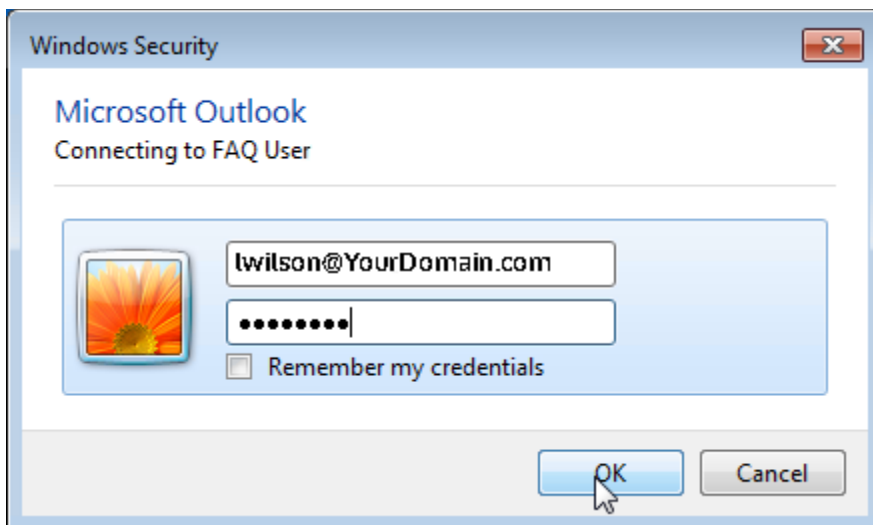 Windows Security
Microsoft Outlook
Connecting to FAQ User
lwilson@YourDomain.com
••••••••
Remember my credentials
OK
Cancel